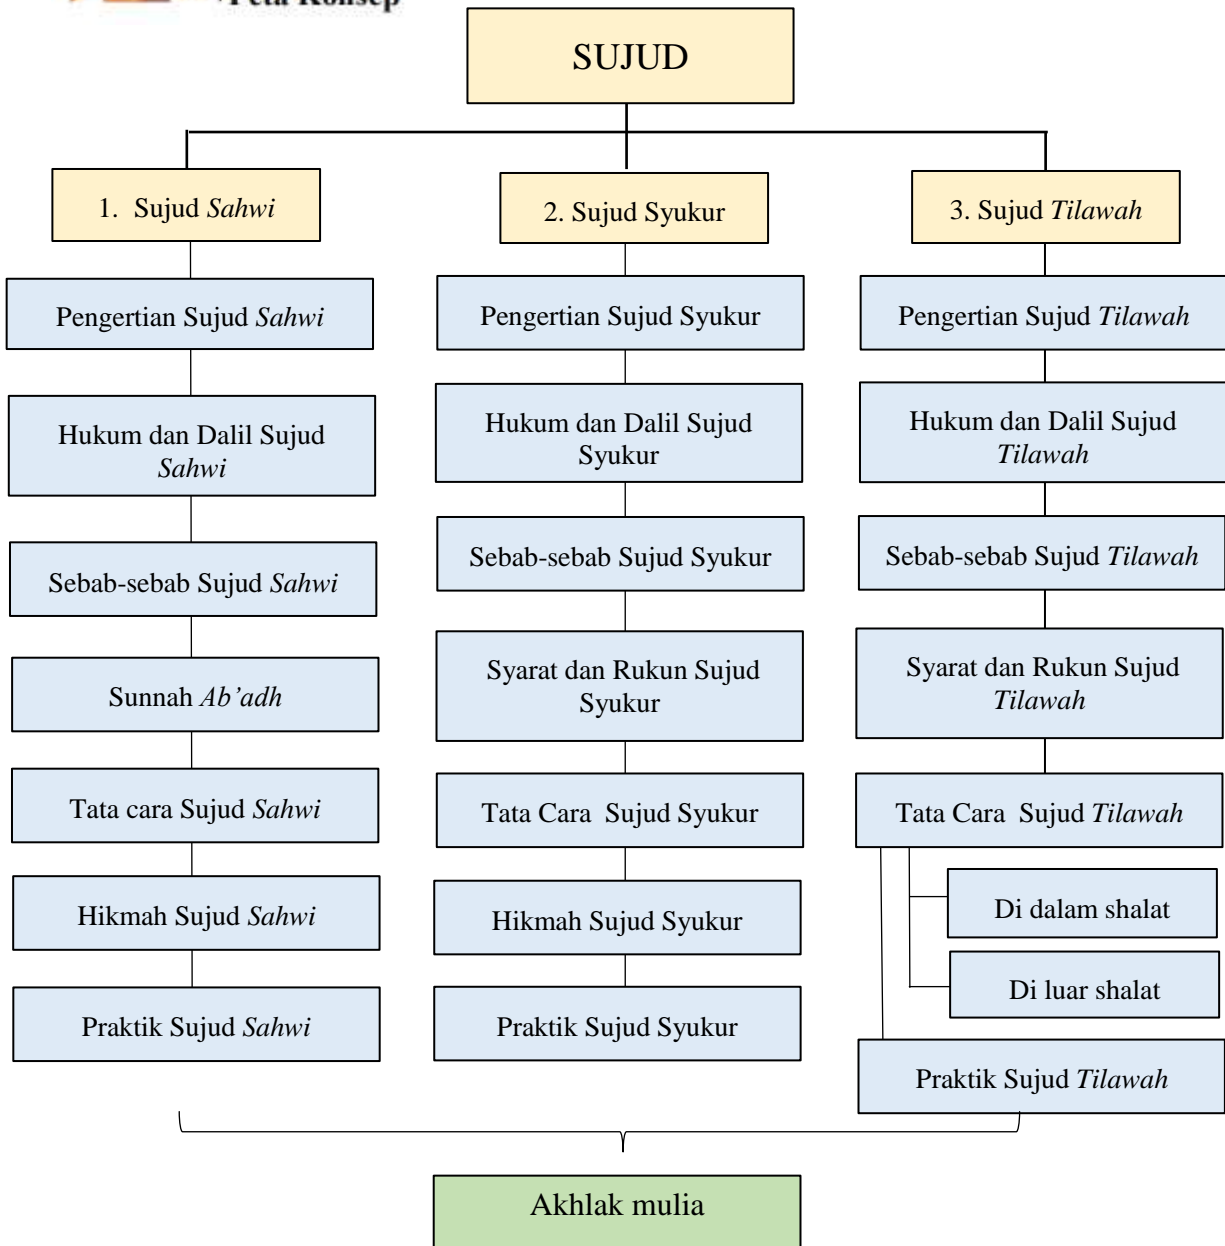 Peta Konsep
SUJUD
1. Sujud Sahwi
Pengertian Sujud Sahwi
Hukum dan Dalil Sujud
Sahwi
Sebab-sebab Sujud Sahwi
Sunnah Ab’adh
Tata cara Sujud Sahwi
Hikmah Sujud Sahwi
Praktik Sujud Sahwi
2. Sujud Syukur
Pengertian Sujud Syukur
Hukum dan Dalil Sujud
Syukur
Sebab-sebab Sujud Syukur
Syarat dan Rukun Sujud
Syukur
Tata Cara Sujud Syukur
Hikmah Sujud Syukur
Praktik Sujud Syukur
3. Sujud Tilawah
Pengertian Sujud Tilawah
Hukum dan Dalil Sujud
Tilawah
Sebab-sebab Sujud Tilawah
Syarat dan Rukun Sujud
Tilawah
Tata Cara Sujud Tilawah
Di dalam shalat
Di luar shalat
Praktik Sujud Tilawah
Akhlak mulia